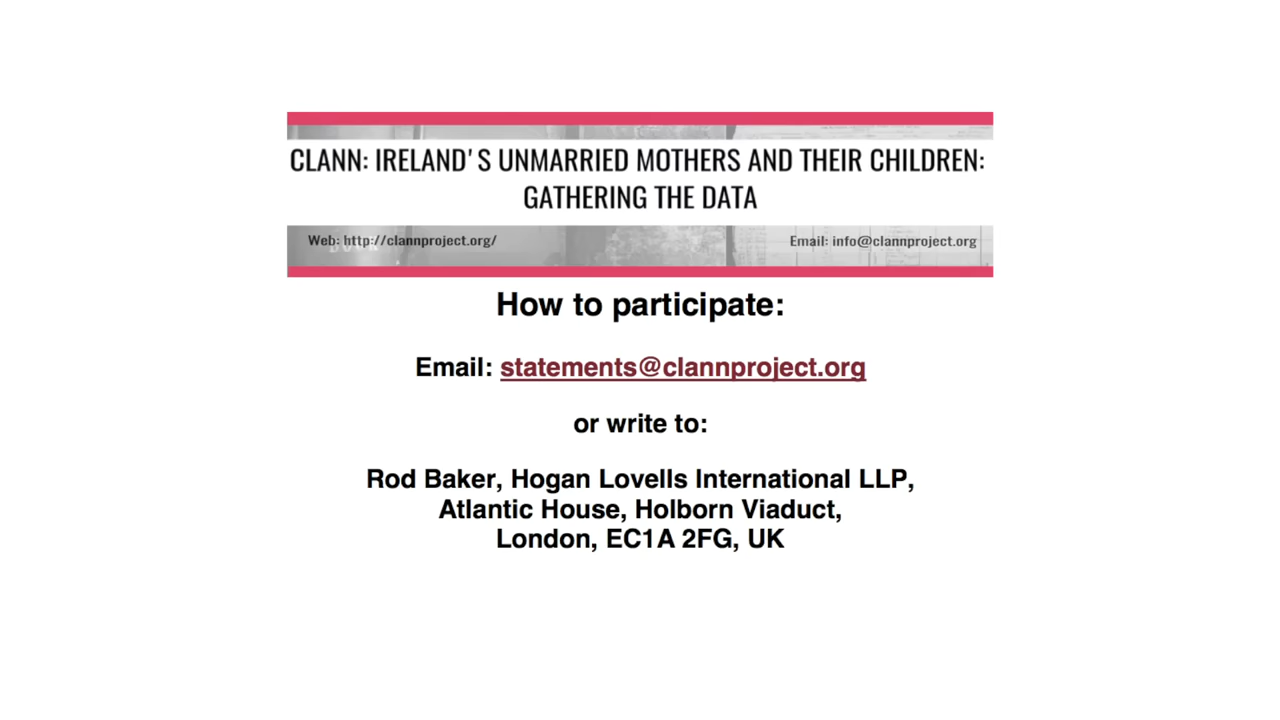 CLANN: IRELAND'S UNMARRIED MOTHERS AND THEIR CHILDREN:
GATHERING THE DATA
Web: http://clannproject.org/ Email: info@clannproject.org
How to participate:
Email: statements@clannproject.org
or write to:
Rod Baker, Hogan Lovells International LLP,
Atlantic House, Holborn Viaduct,
London, EC1A 2FG, UK